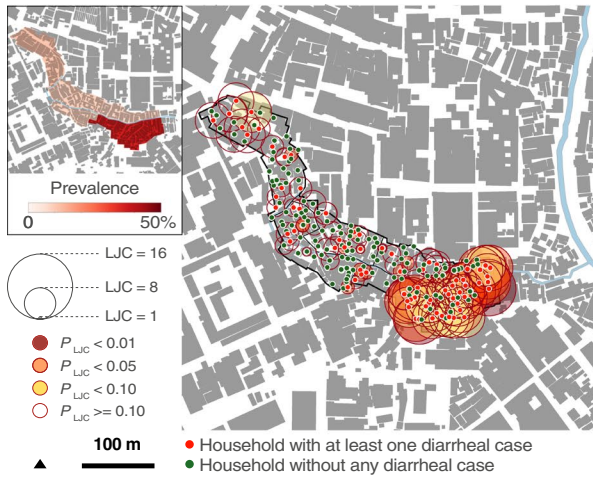 Prevalence
0 50%
LJC = 16
LJC = 8
LJC = 1
P LJC < 0.01
P LJC < 0.05
P LJC < 0.10
P LJC >= 0.10
100 m
Household with at least one diarrheal case
Household without any diarrheal case